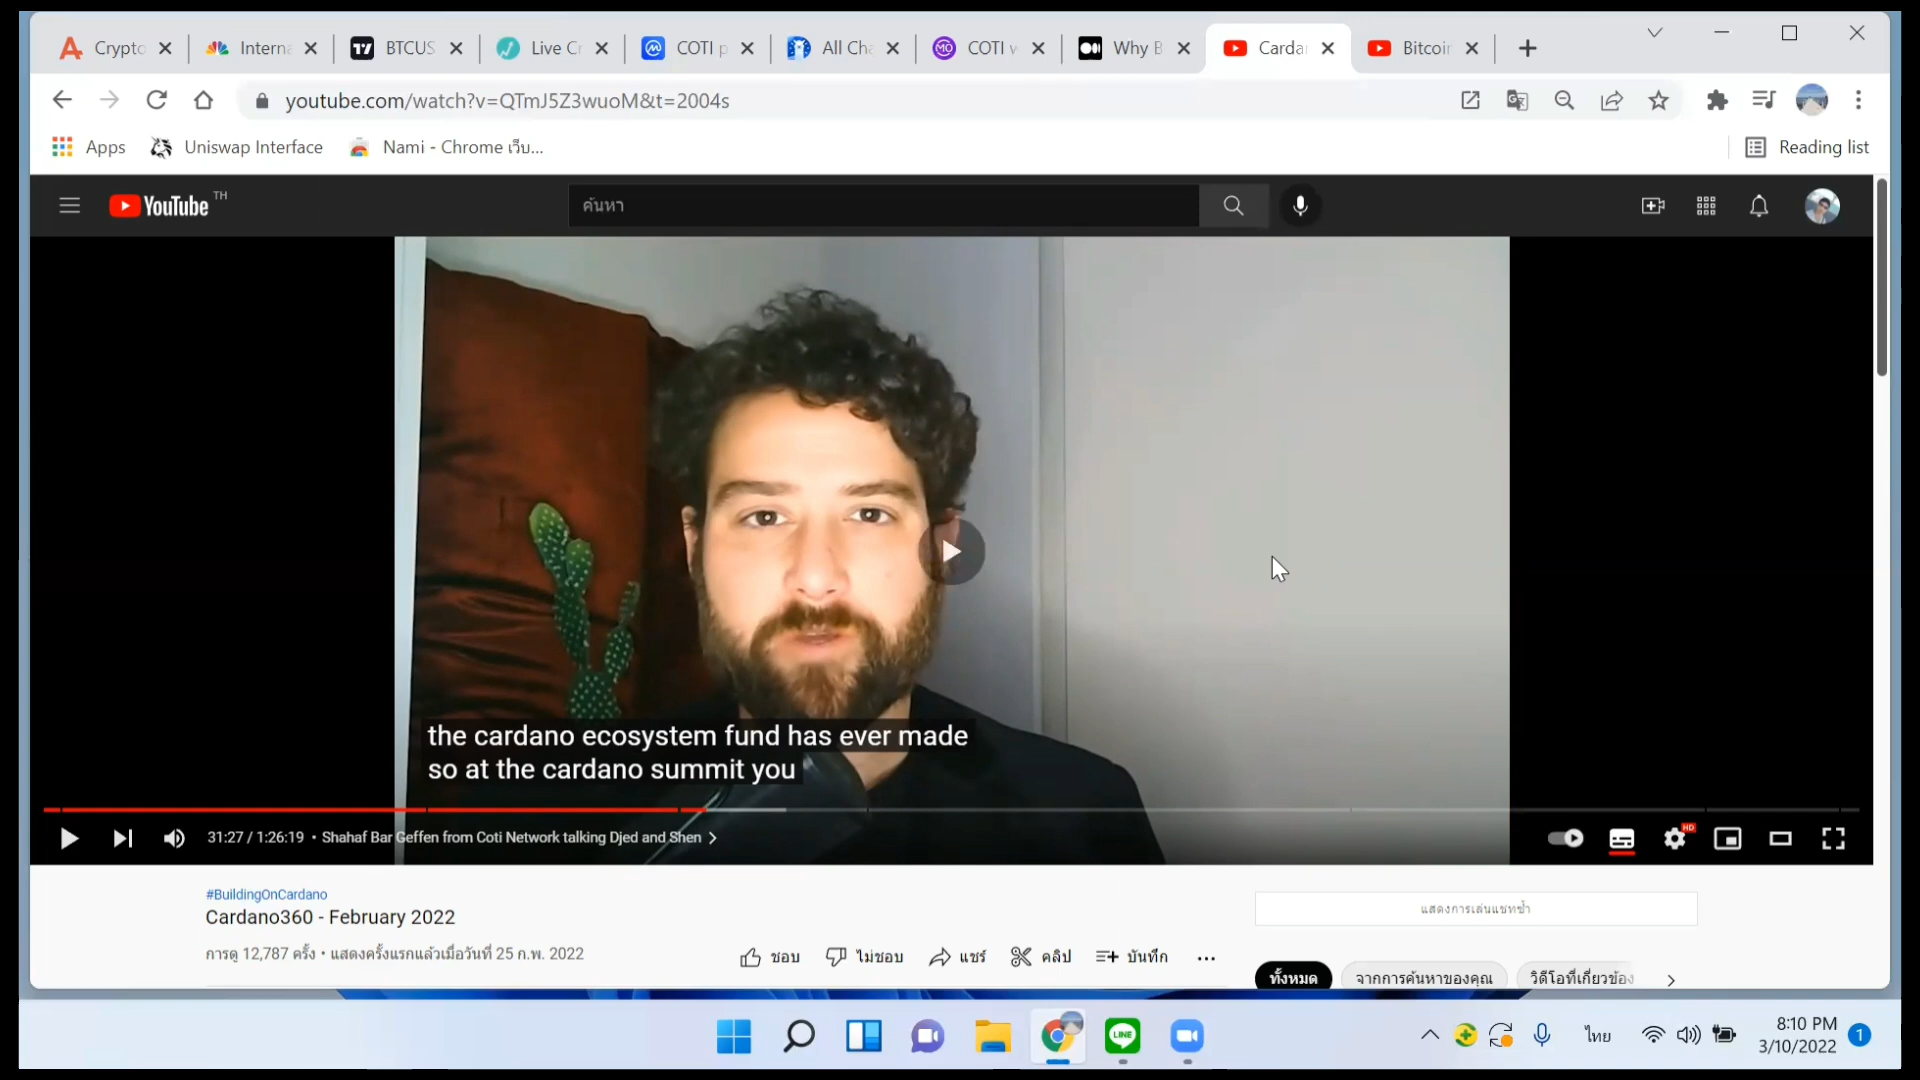 Crypto
Interna
BTCUS
Live Cr
COTI p
All Cha
COTI w
Why B
Carda
Bitcoin
youtube.com/watch?v=QTmJ5Z3wuoM&t=2004s
Apps
Uniswap Interface
Nami - Chrome เว็บ...
Reading list
YouTube TH
ค้นหา
the cardano ecosystem fund has ever made
so at the cardano summit you
31:27 / 1:26:19 • Shahaf Bar Geffen from Coti Network talking Djed and Shen
HD
#BuildingOnCardano
Cardano360 - February 2022
การดู 12,787 ครั้ง • แสดงครั้งแรกแล้วเมื่อวันที่ 25 ก.พ. 2022
ชอบ
ไม่ชอบ
แชร์
คลิป
บันทึก
แสดงการเล่นแชทซ้ำ
ทั้งหมด
จากการค้นหาของคุณ
วิดีโอที่เกี่ยวข้อง
LINE
ไทย
8:10 PM
3/10/2022
1